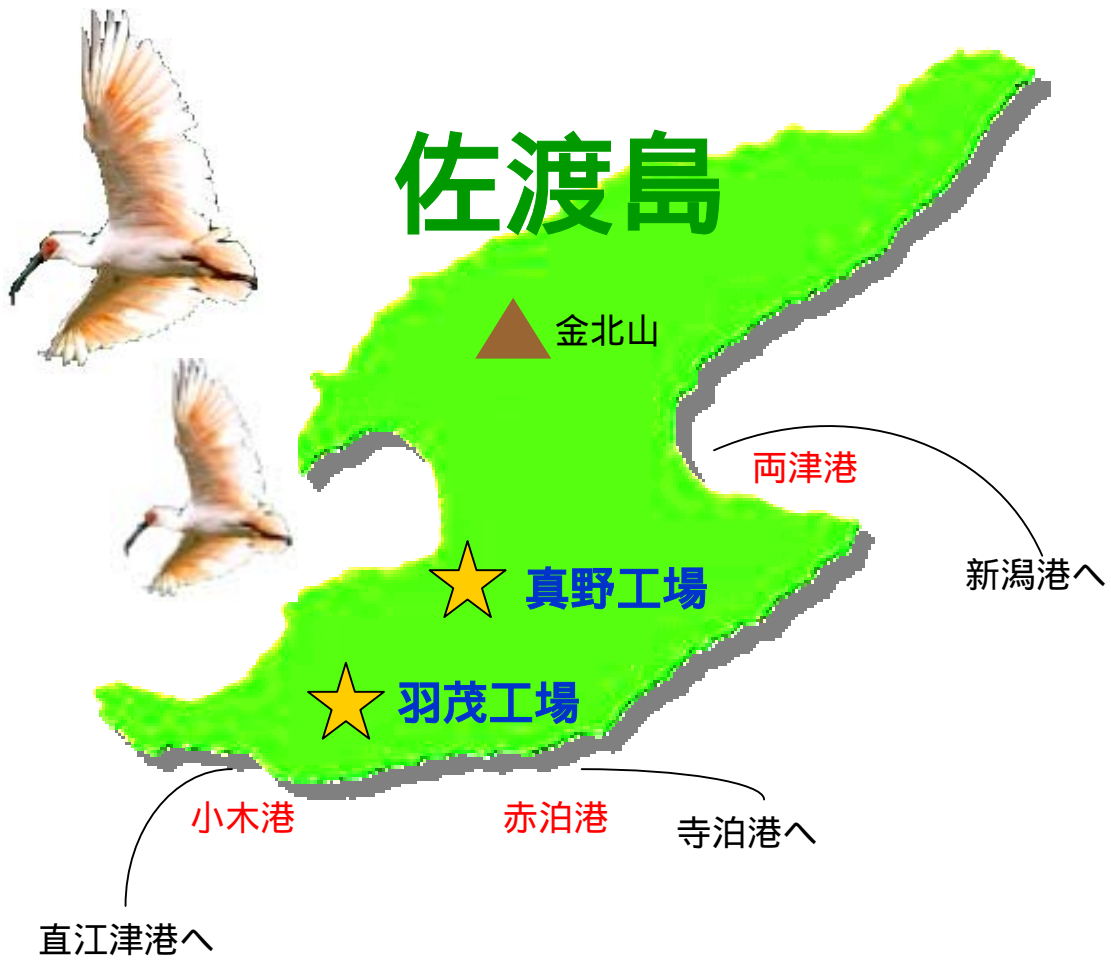 佐渡島
金北山
両津港
新潟港へ
真野工場
羽茂工場
小木港
赤泊港
寺泊港へ
直江津港へ